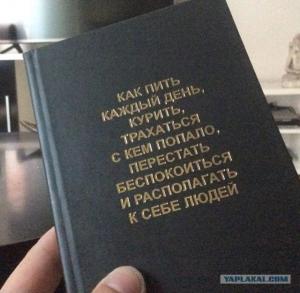 КАК ПИТЬ
КАЖДЫЙ ДЕНЬ,
КУРИТЬ,
ТРАХАТЬСЯ
С КЕМ ПОПАЛО,
ПЕРЕСТАТЬ
БЕСПОКОИТЬСЯ
И РАСПОЛАГАТЬ
К СЕБЕ ЛЮДЕЙ
YAPLAKAL.COM